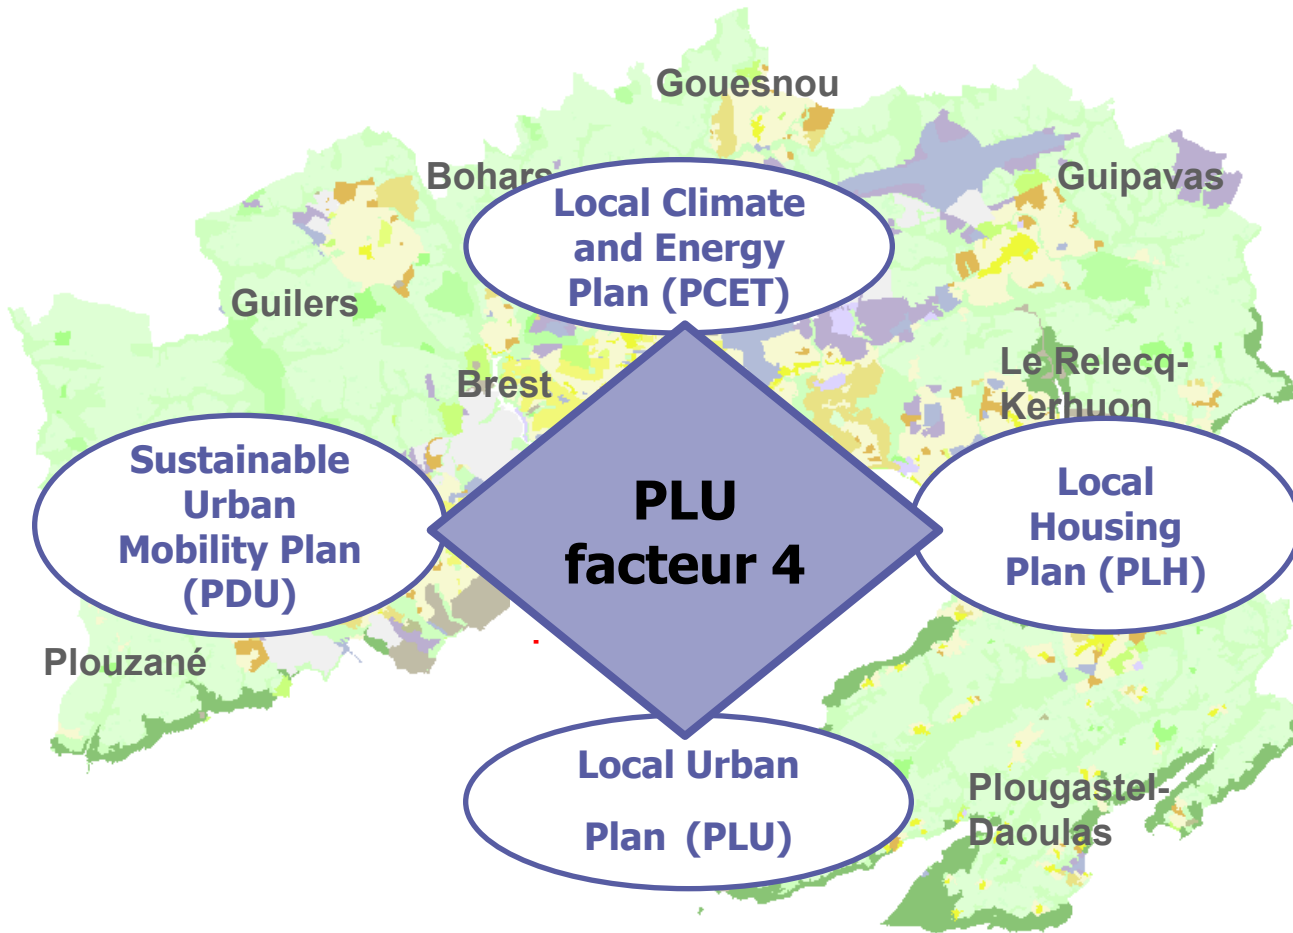 Gouesnou
Bohars
Guipavas
Local Climate
and Energy
Plan (PCET)
Guilers
Brest
Le Relecq-
Kerhuon
Sustainable
Urban
Mobility Plan
(PDU)
PLU
facteur 4
Local
Housing
Plan (PLH)
Plouzané
Local Urban
Plan (PLU)
Plougastel-
Daoulas